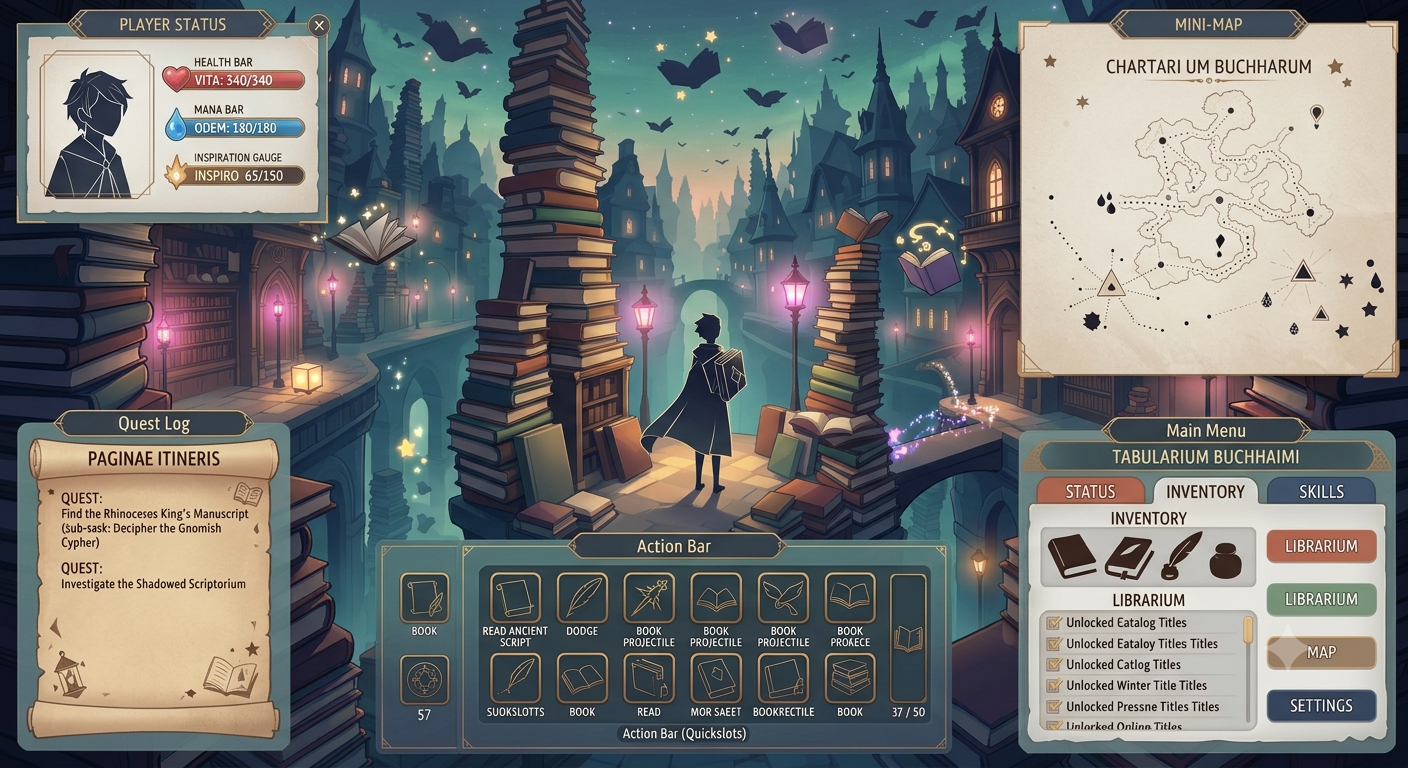 PLAYER STATUS
HEALTH BAR
VITA: 340/340
MANA BAR
ODEM: 180/180
INSPIRATION GAUGE
INSPIRO 65/150
MINI-MAP
CHARTARI UM BUCHHARUM
Quest Log
PAGINAE ITINERIS
QUEST:
Find the Rhinoceses King's Manuscript
(sub-sask: Decipher the Gnomish
Cypher)
QUEST:
Investigate the Shadowed Scriptorium
Action Bar
BOOK
57
READ ANCIENT
SCRIPT
DODGE
BOOK
PROJECTILE
BOOK
PROJECTILE
BOOK
PROJECTILE
BOOK
PROKECE
SUOKSLOTTS
BOOK
READ
MOR SAEET
BOOKRECTILE
BOOK
37 / 50
Action Bar (Quickslots)
Main Menu
TABULARIUM BUCHHAIMI
STATUS
INVENTORY
SKILLS
INVENTORY
LIBRARIUM
LIBRARIUM
MAP
SETTINGS
LIBRARIUM
Unlocked Eatalog Titles
Unlocked Eataloy Titles Titles
Unlocked Catlog Titles
Unlocked Winter Title Titles
Unlocked Pressne Titles Titles
Unlocked Online Titles